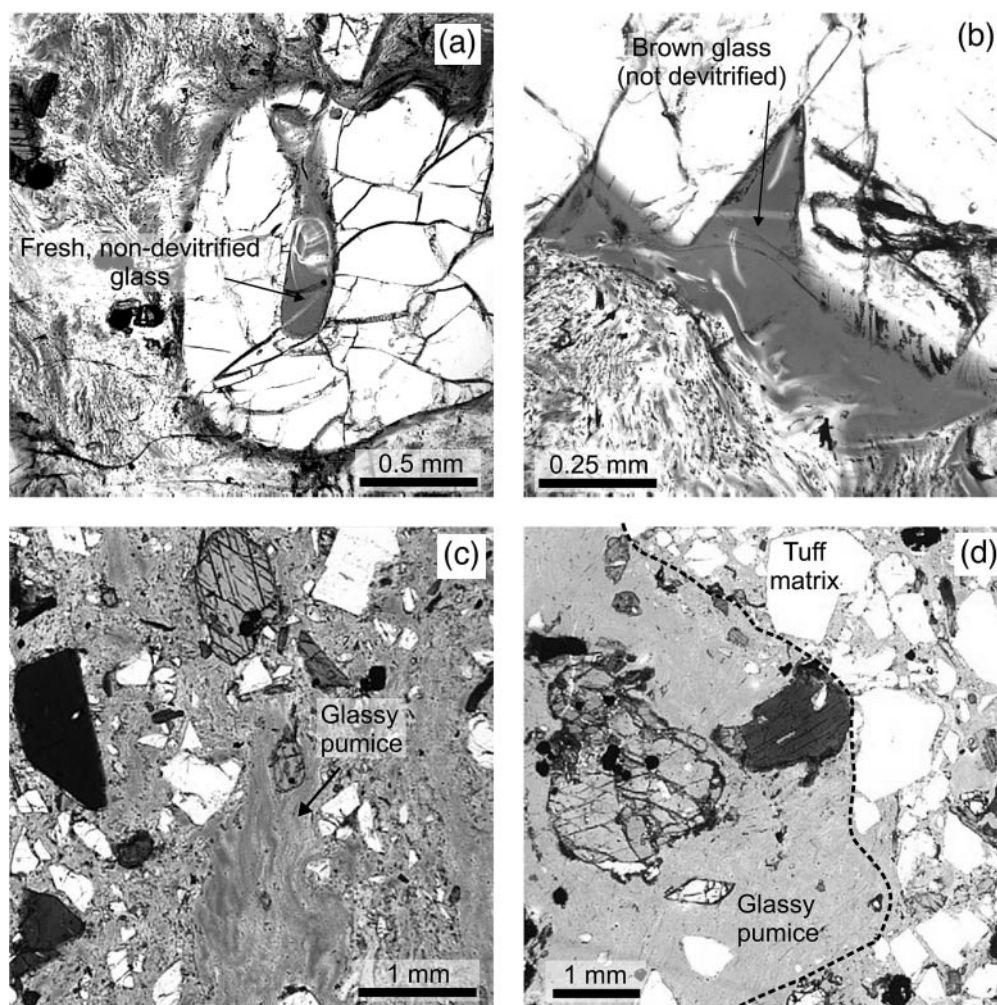 (a)
Fresh, non-devitrified
glass
0.5 mm
(b)
Brown glass
(not devitrified)
0.25 mm
(c)
Glassy
pumice
1 mm
(d)
Tuff
matrix
Glassy
pumice
1 mm